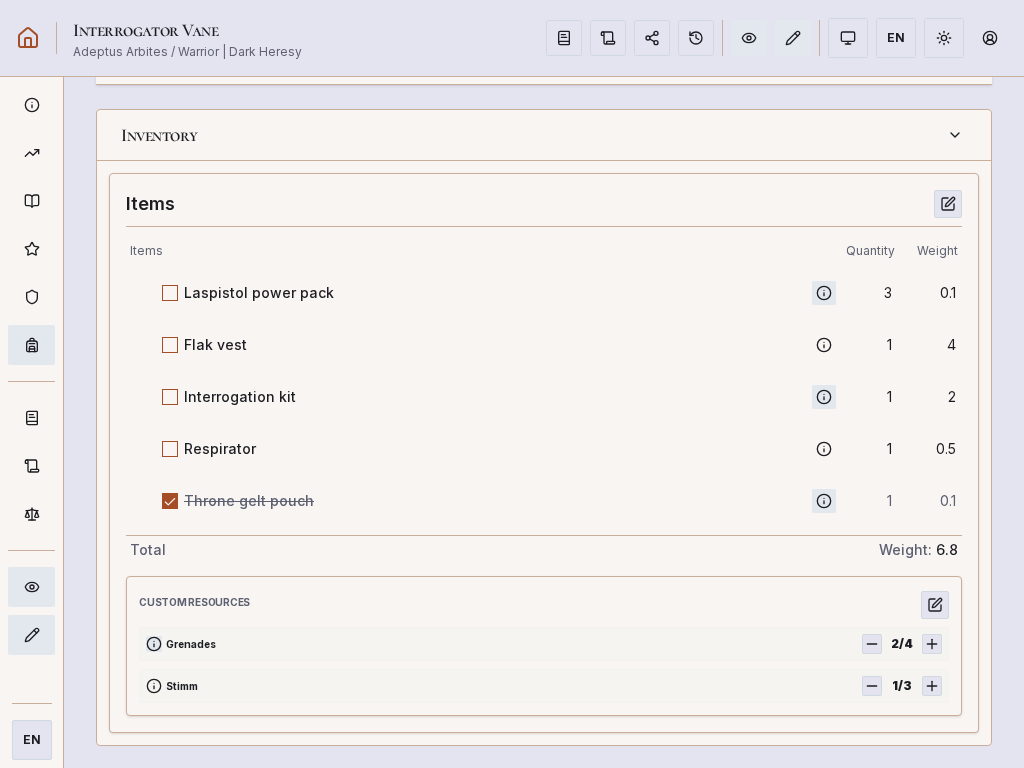 Interrogator Vane
Adeptus Arbites / Warrior | Dark Heresy
EN
Inventory
Items
Items Quantity Weight
Laspistol power pack 3 0.1
Flak vest 1 4
Interrogation kit 1 2
Respirator 1 0.5
Throne gelt pouch 1 0.1
Total Weight: 6.8
CUSTOMRESOURCES
Grenades 2/4
Stimm 1/3
EN